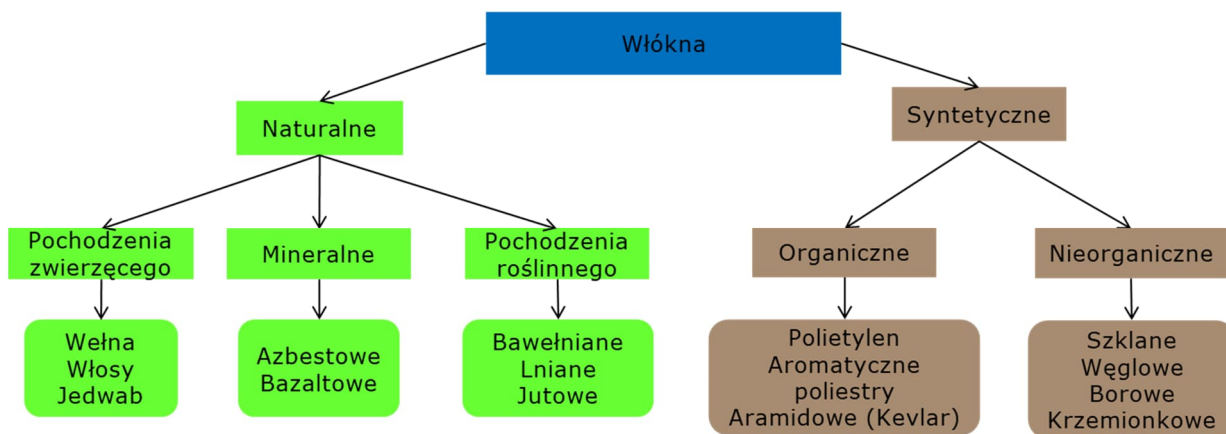 Włókna
Naturalne
Syntetyczne
Pochodzenia
zwierzęcego
Mineralne
Pochodzenia
roślinnego
Organiczne
Nieorganiczne
Wełna
Włosy
Jedwab
Azbestowe
Bazaltowe
Bawełniane
Lniane
Jutowe
Polietylen
Aromatyczne
poliestry
Aramidowe (Kevlar)
Szklane
Węglowe
Borowe
Krzemionkowe